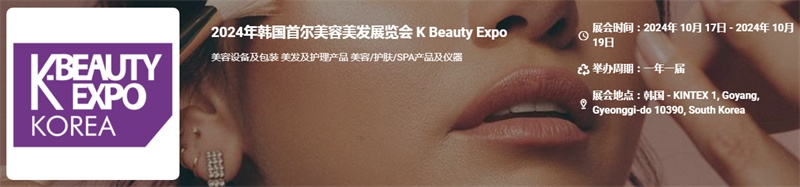 K-BEAUTY
EXPO
KOREA
2024年韩国首尔美容美发展览会 K Beauty Expo
美容设备及包装 美发及护理产品 美容/护肤/SPA产品及仪器
展会时间：2024年 10月 17日 - 2024年 10月
19日
举办周期：一年一届
展会地点：韩国 - KINTEX 1, Goyang,
Gyeonggi-do 10390, South Korea